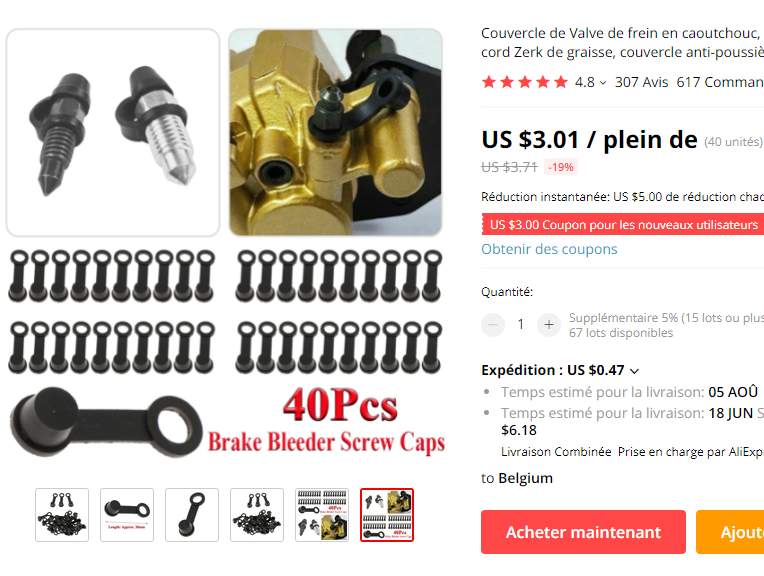 Couvercle de Valve de frein en caoutchouc,
cord Zerk de graisse, couvercle anti-poussiè
4.8 307 Avis 617 Comman
US $3.01 / plein de (40 unités)
US $3.71 -19%
Réduction instantanée: US $5.00 de réduction chac
US $3.00 Coupon pour les nouveaux utilisateurs
Obtenir des coupons
Quantité:
1
Supplémentaire 5% (15 lots ou plus
67 lots disponibles
Expédition : US $0.47
Temps estimé pour la livraison: 05 AOÛ
Temps estimé pour la livraison: 18 JUN S
$6.18
Livraison Combinée Prise en charge par AliExpr
to Belgium
Acheter maintenant
Ajoute
40Pcs
Brake Bleeder Screw Caps